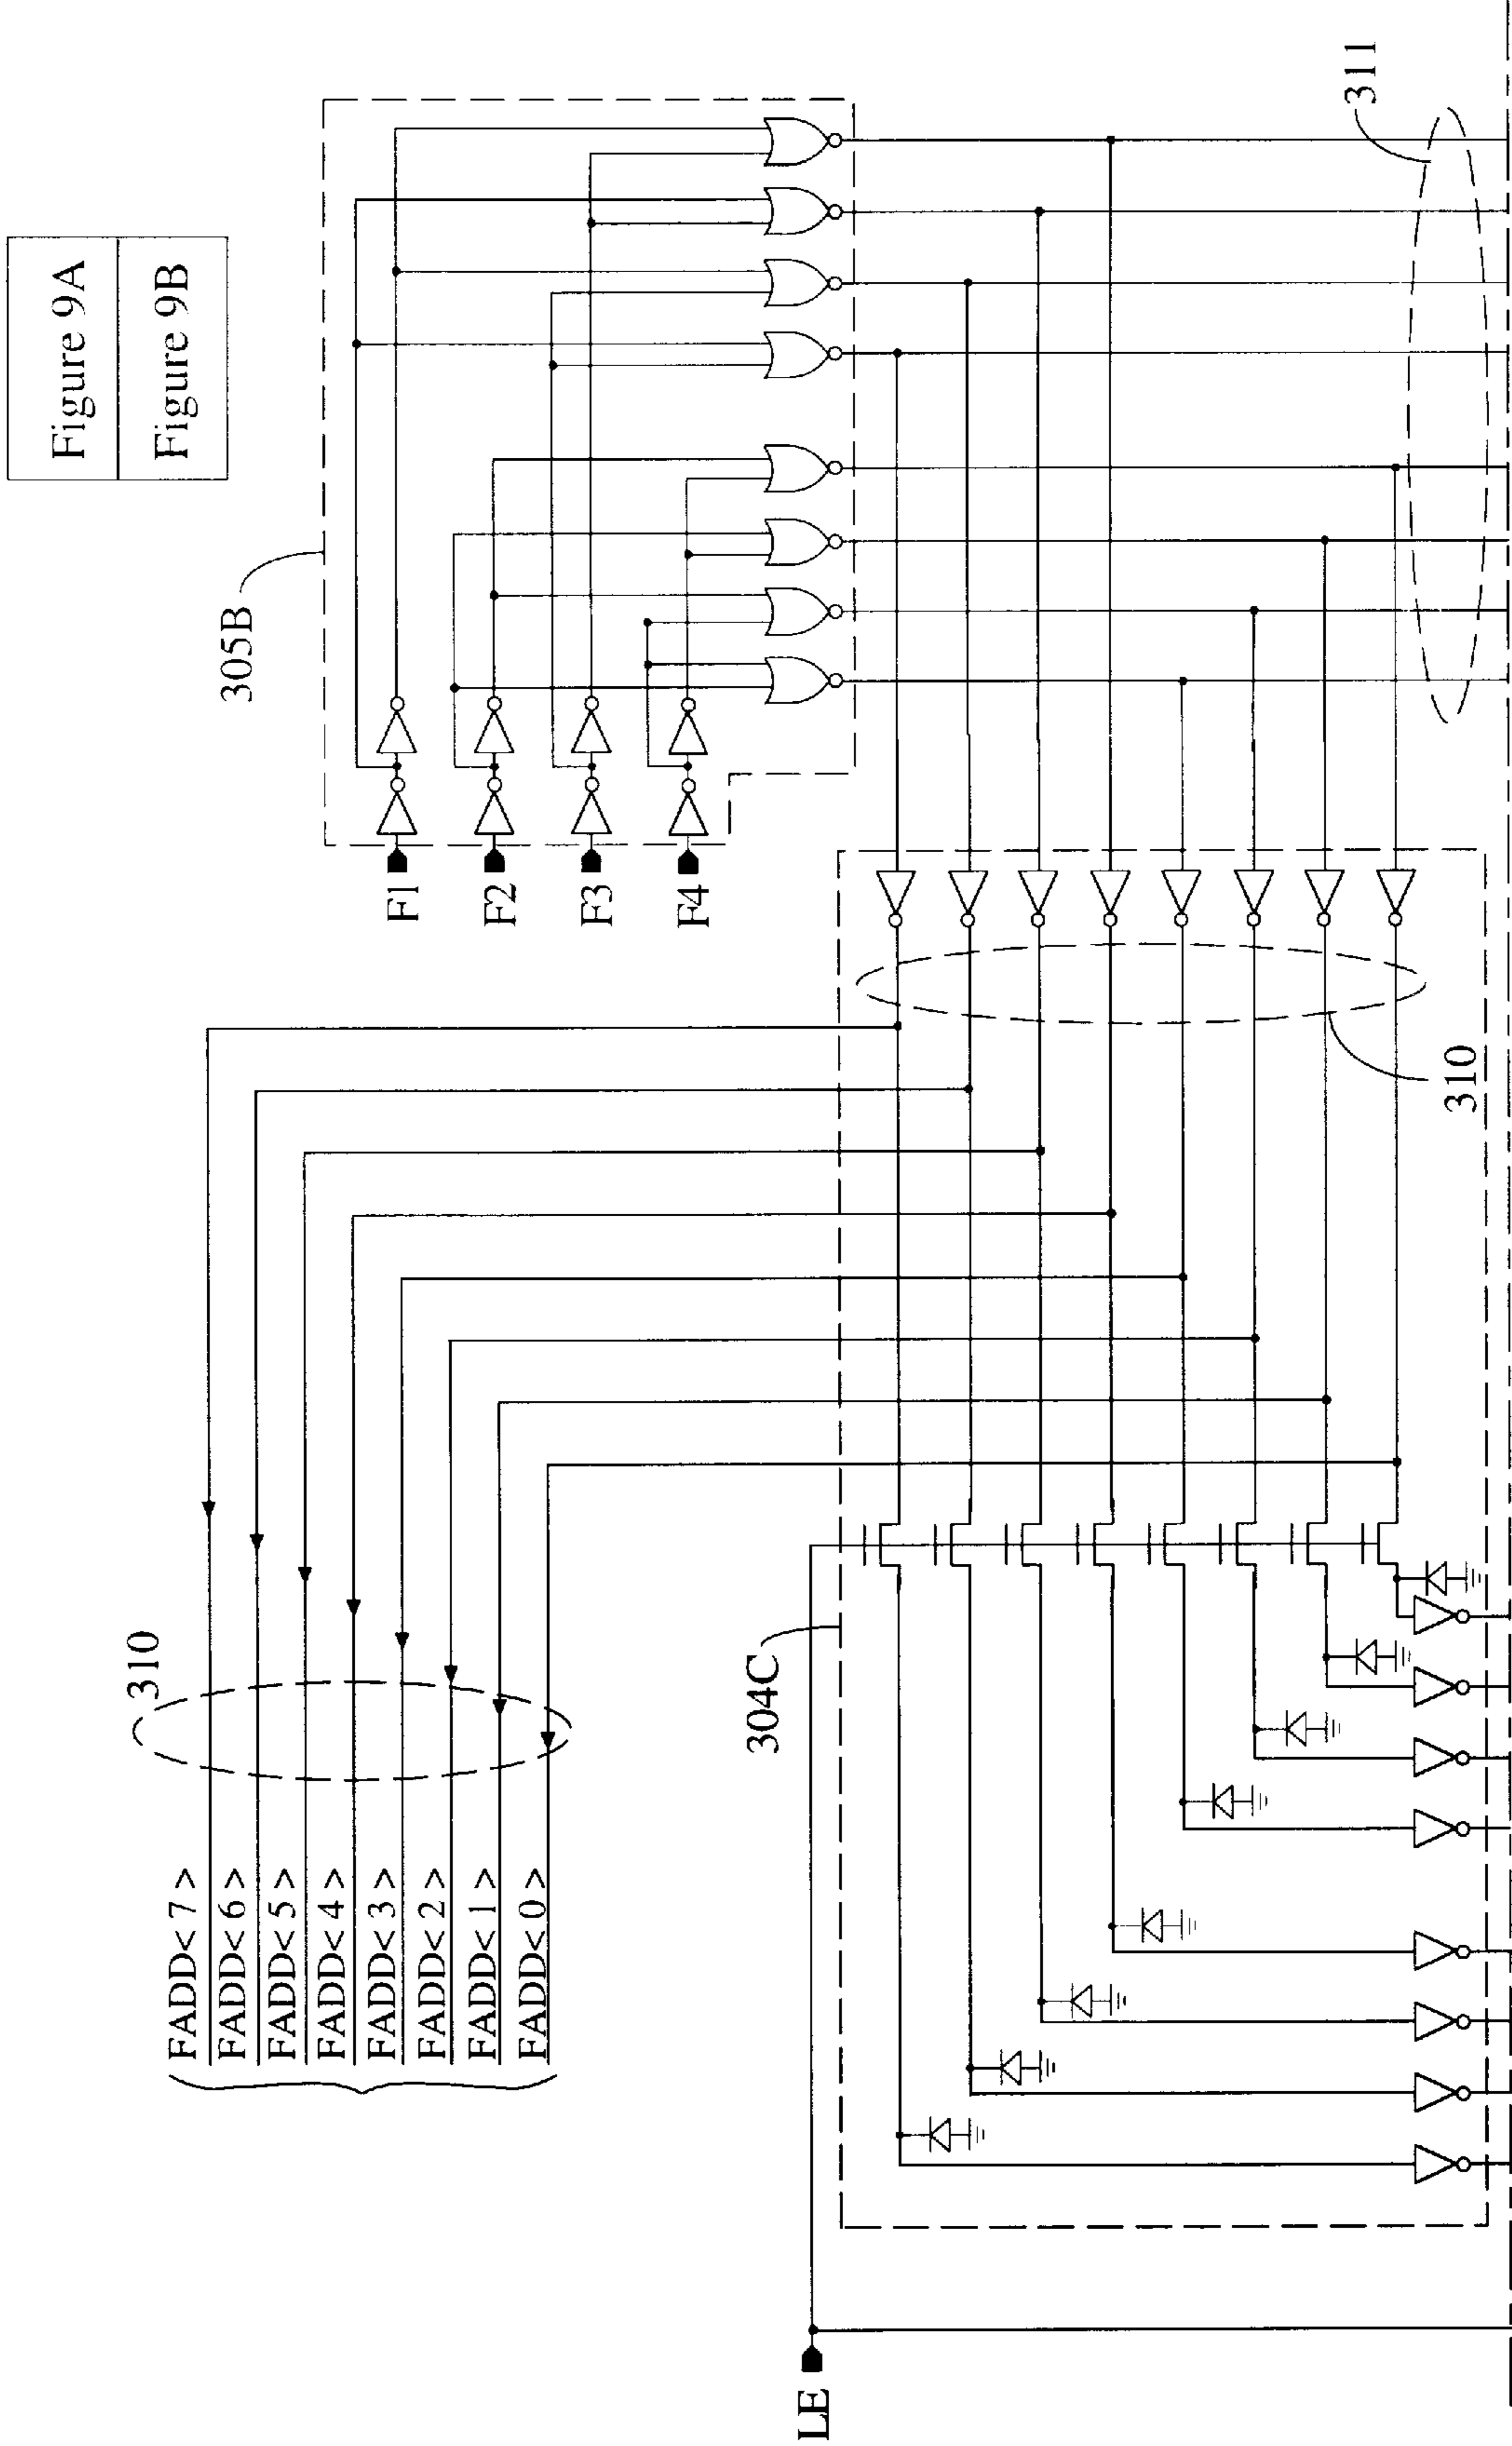 Figure 9A
Figure 9B
305B
F1
F2
F3
F4
311
310
FADD< 7 >
FADD< 6 >
FADD< 5 >
FADD< 4 >
FADD< 3 >
FADD< 2 >
FADD< 1 >
FADD< 0 >
310
304C
LE